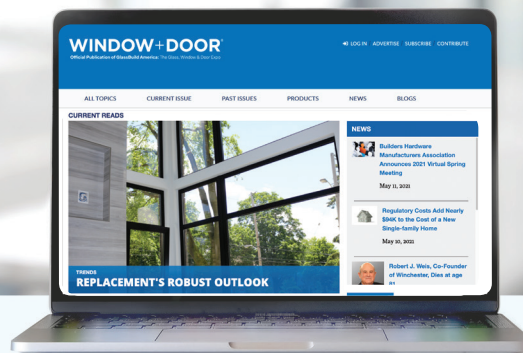 WINDOW+DOOR®
LOG IN ADVERTISE SUBSCRIBE CONTRIBUTE
Official Publication of GlassBuild America: The Glass, Window & Door Expo
ALL TOPICS CURRENT ISSUE PAST ISSUES PRODUCTS NEWS BLOGS
CURRENT READS
TRENDS
REPLACEMENT'S ROBUST OUTLOOK
NEWS
Builders Hardware
Manufacturers Association
Announces 2021 Virtual Spring
Meeting
May 11, 2021
Regulatory Costs Add Nearly
$94K to the Cost of a New
Single-family Home
May 10, 2021
Robert J. Weis, Co-Founder
of Winchester, Dies at age